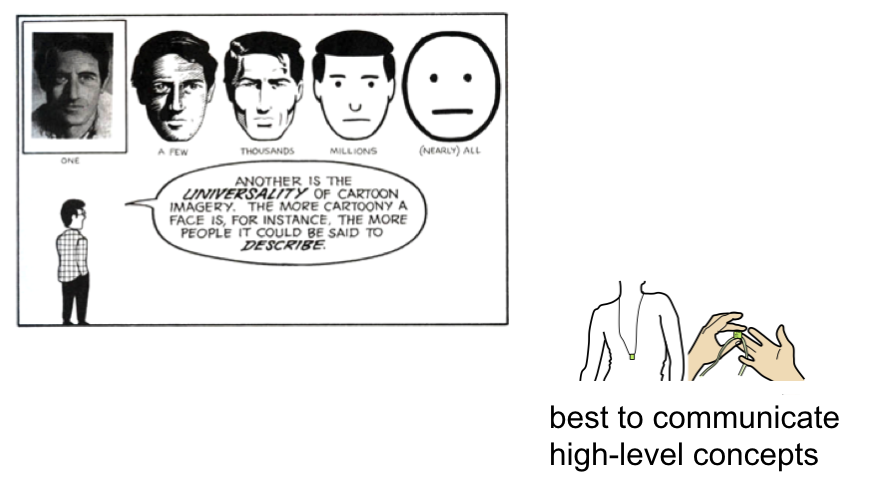 ONE
A FEW
THOUSANDS
MILLIONS
(NEARLY) ALL
ANOTHER IS THE
UNIVERSALITY OF CARTOON
IMAGERY. THE MORE CARTOONY A
FACE IS, FOR INSTANCE, THE MORE
PEOPLE IT COULD BE SAID TO
DESCRIBE.
best to communicate
high-level concepts